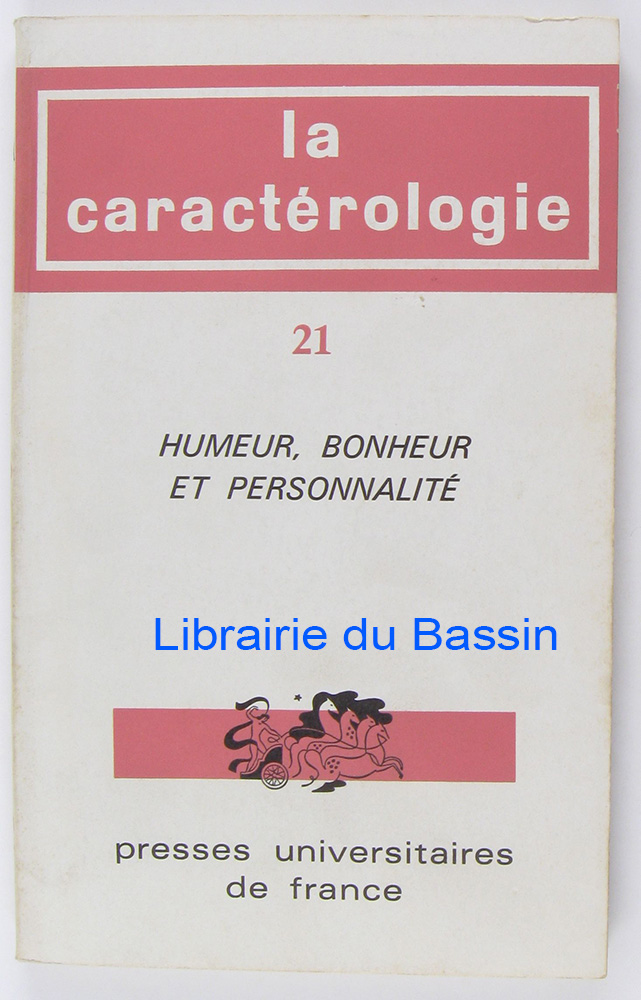 la
caractérologie
21
HUMEUR, BONHEUR
ET PERSONNALITÉ
Librairie du Bassin
presses universitaires
de france